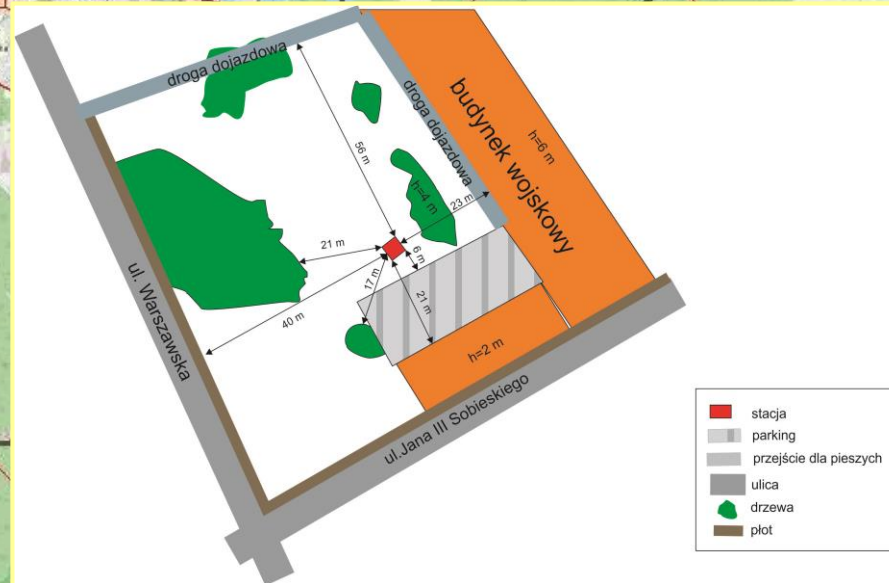 droga dojazdowa
droga dojazdowa
budynek wojskowy
h=6 m
56 m
h=4 m
23 m
21 m
6 m
17 m
21 m
40 m
h=2 m
ul. Warszawska
ul.Jana III Sobieskiego
stacja
parking
przejście dla pieszych
ulica
drzewa
płot